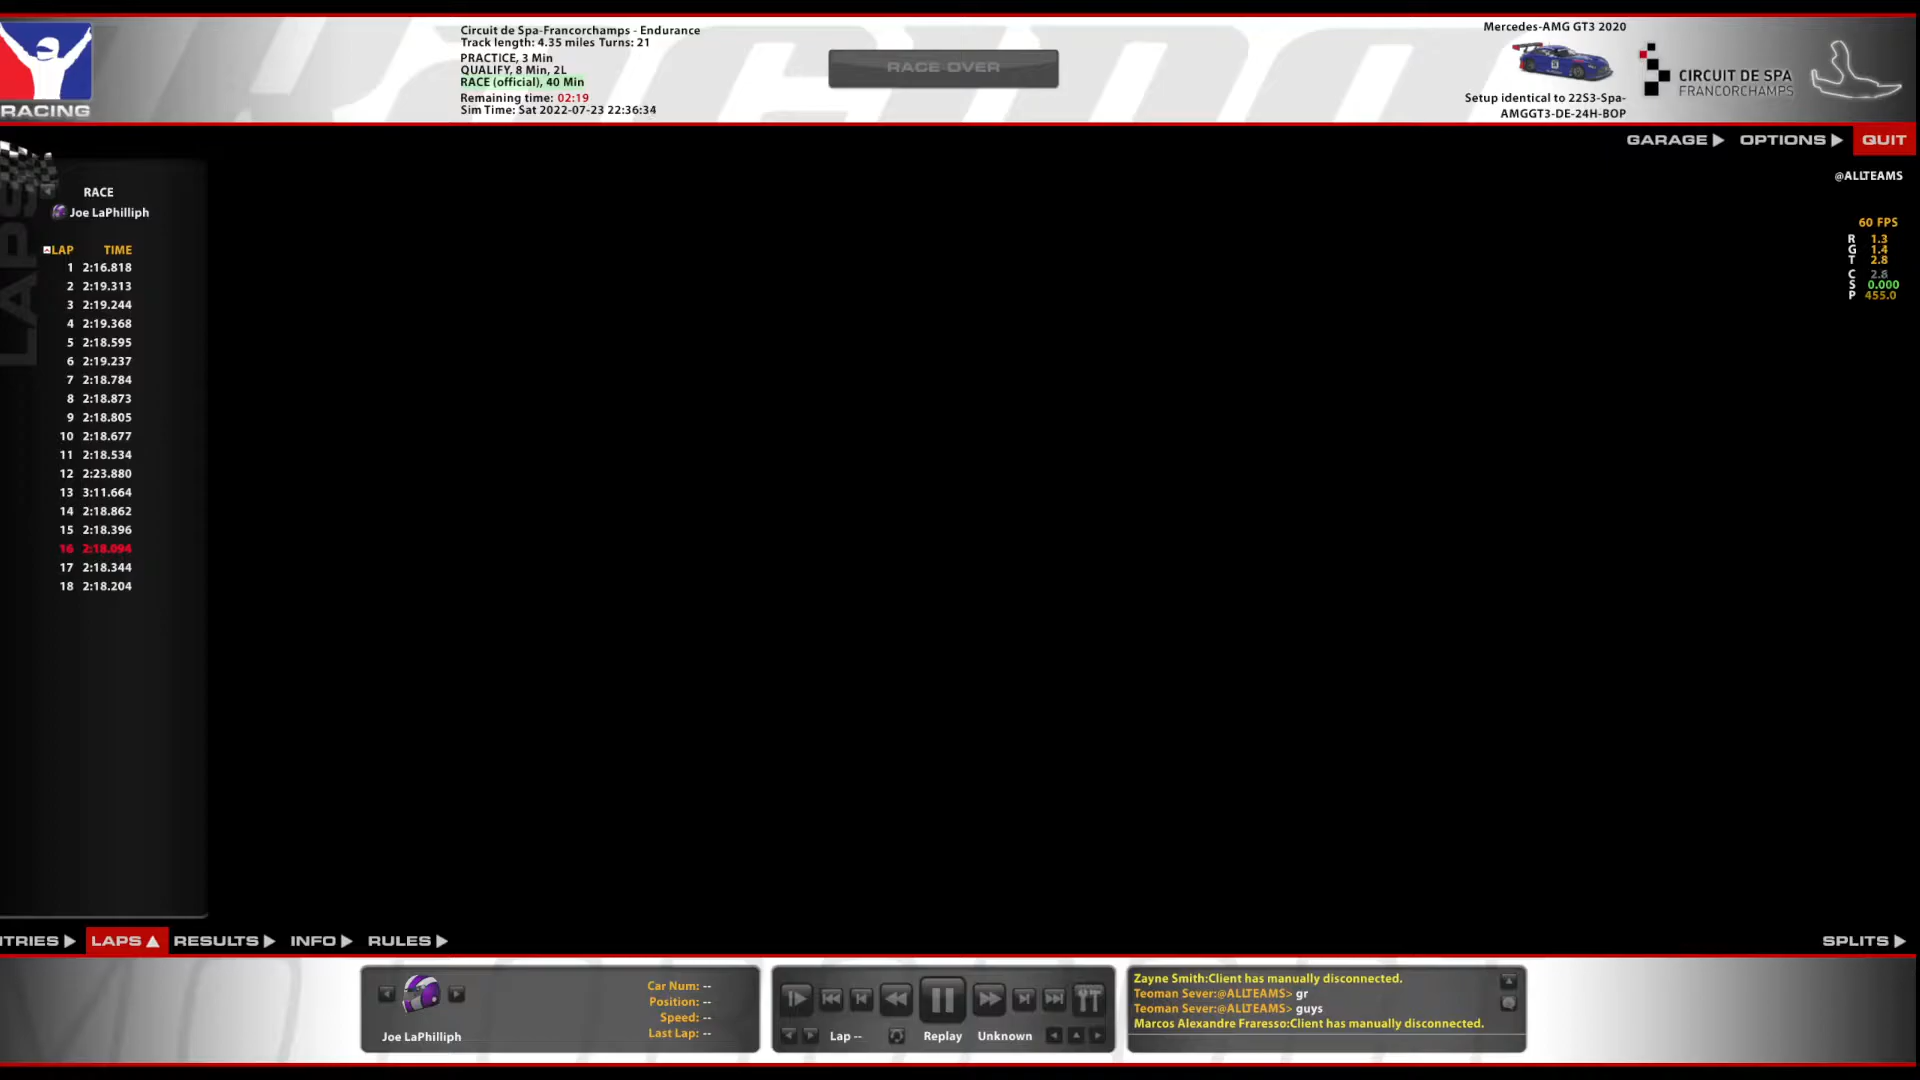 RACING
Circuit de Spa-Francorchamps - Endurance
Track length: 4.35 miles Turns: 21
PRACTICE, 3 Min
QUALIFY, 8 Min, 2L
RACE (official), 40 Min
Remaining time: 02:19
Sim Time: Sat 2022-07-23 22:36:34
RACE OVER
Mercedes-AMG GT3 2020
Setup identical to 22S3-Spa-
AMGGT3-DE-24H-BOP
CIRCUIT DE SPA
FRANCORCHAMPS
GARAGE OPTIONS QUIT
@ALLTEAMS
60 FPS
R 1.3
G 1.4
T 2.8
C 2.8
S 0.000
P 455.0
LAPS
RACE
Joe LaPhilliph
LAP TIME
1 2:16.818
2 2:19.313
3 2:19.244
4 2:19.368
5 2:18.595
6 2:19.237
7 2:18.784
8 2:18.873
9 2:18.805
10 2:18.677
11 2:18.534
12 2:23.880
13 3:11.664
14 2:18.862
15 2:18.396
16 2:18.094
17 2:18.344
18 2:18.204
TRIES LAPS RESULTS INFO RULES SPLITS
Joe LaPhilliph
Car Num: --
Position: --
Speed: --
Last Lap: --
Lap -- Replay Unknown
Zayne Smith:Client has manually disconnected.
Teoman Sever:@ALLTEAMS> gr
Teoman Sever:@ALLTEAMS> guys
Marcos Alexandre Fraresso:Client has manually disconnected.